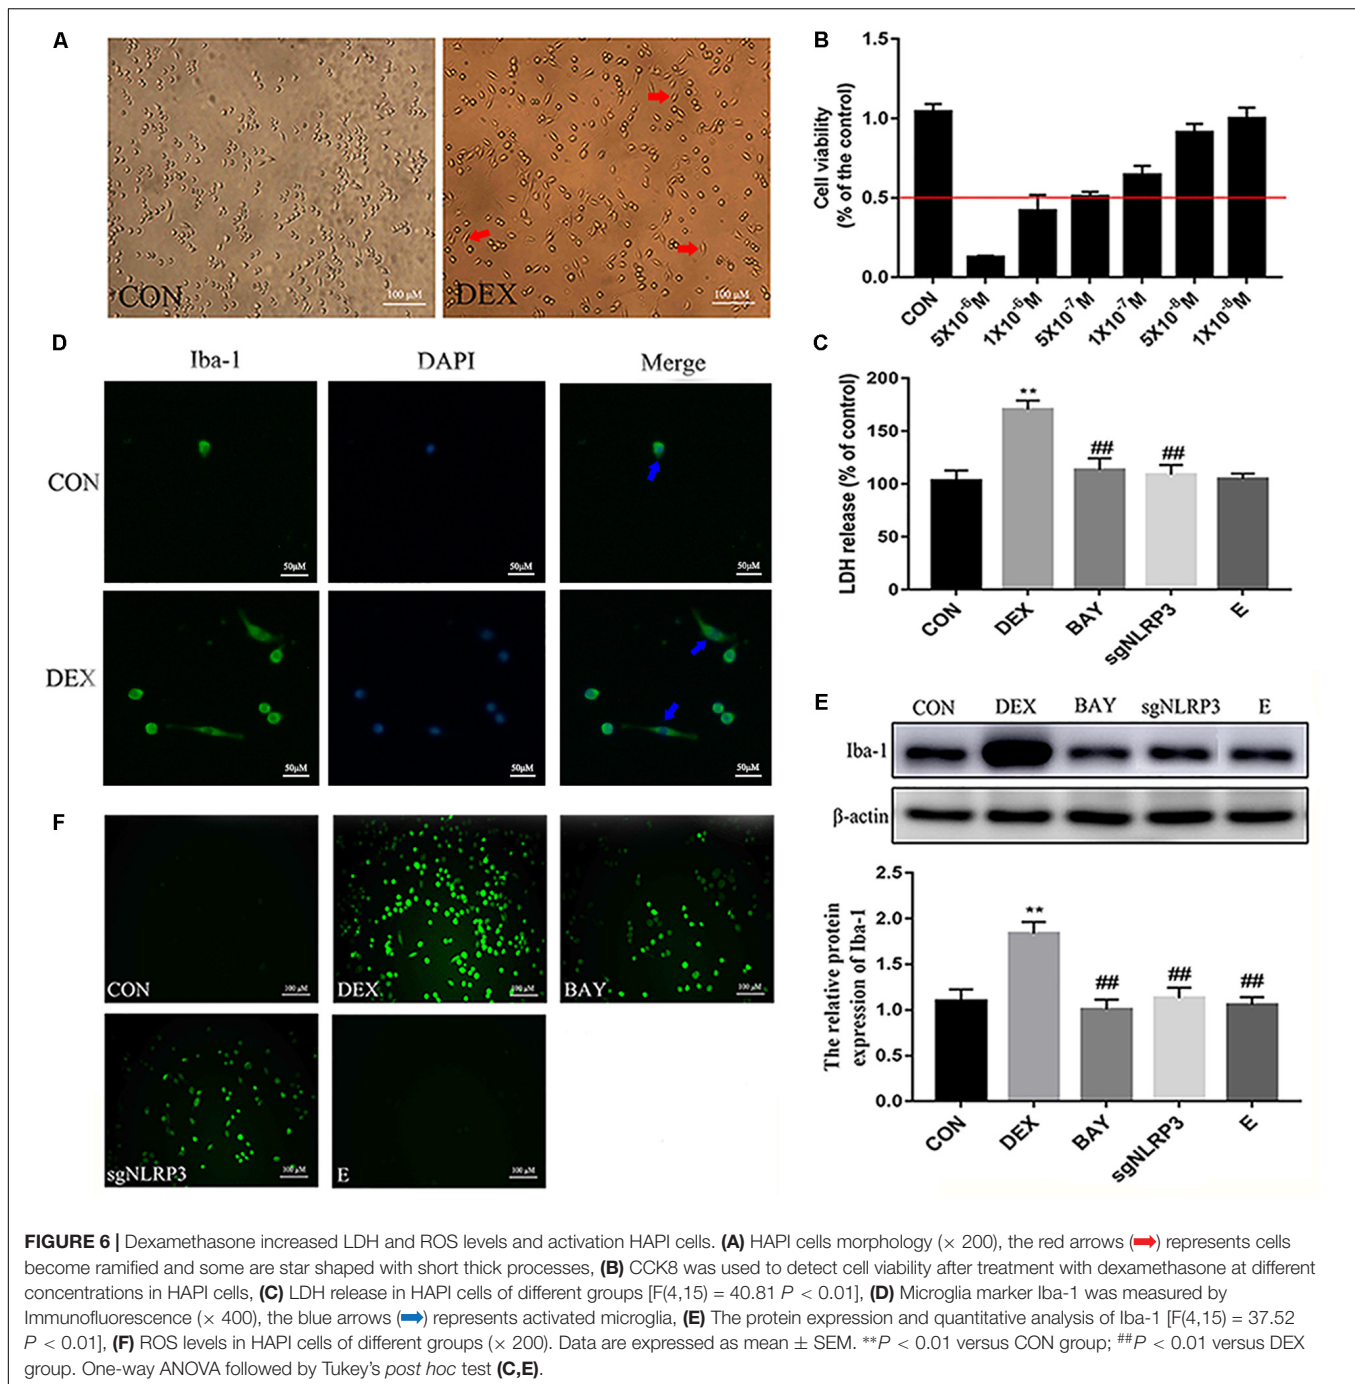 A
CON
100 μM
DEX
100 μM
B
Cell viability
(% of the control)
1.5
1.0
0.5
0.0
CON
5X10⁻⁶M
1X10⁻⁶M
5X10⁻⁷M
1X10⁻⁷M
5X10⁻⁸M
1X10⁻⁸M
C
LDH release (% of control)
200
150
100
50
0
**
##
##
CON
DEX
BAY
sgNLRP3
E
D
Iba-1 DAPI Merge
CON
50μM
50μM
50μM
DEX
50μM
50μM
50μM
E
CON DEX BAY sgNLRP3 E
Iba-1
β-actin
The relative protein
expression of Iba-1
2.5
2.0
1.5
1.0
0.5
0.0
**
##
##
##
CON
DEX
BAY
sgNLRP3
E
F
CON
100 μM
DEX
100 μM
BAY
100 μM
sgNLRP3
100 μM
E
100 μM
FIGURE 6 | Dexamethasone increased LDH and ROS levels and activation HAPI cells. (A) HAPI cells morphology (× 200), the red arrows (➡) represents cells
become ramified and some are star shaped with short thick processes, (B) CCK8 was used to detect cell viability after treatment with dexamethasone at different
concentrations in HAPI cells, (C) LDH release in HAPI cells of different groups [F(4,15) = 40.81 P < 0.01], (D) Microglia marker Iba-1 was measured by
Immunofluorescence (× 400), the blue arrows (➡) represents activated microglia, (E) The protein expression and quantitative analysis of Iba-1 [F(4,15) = 37.52
P < 0.01], (F) ROS levels in HAPI cells of different groups (× 200). Data are expressed as mean ± SEM. **P < 0.01 versus CON group; ##P < 0.01 versus DEX
group. One-way ANOVA followed by Tukey's post hoc test (C,E).